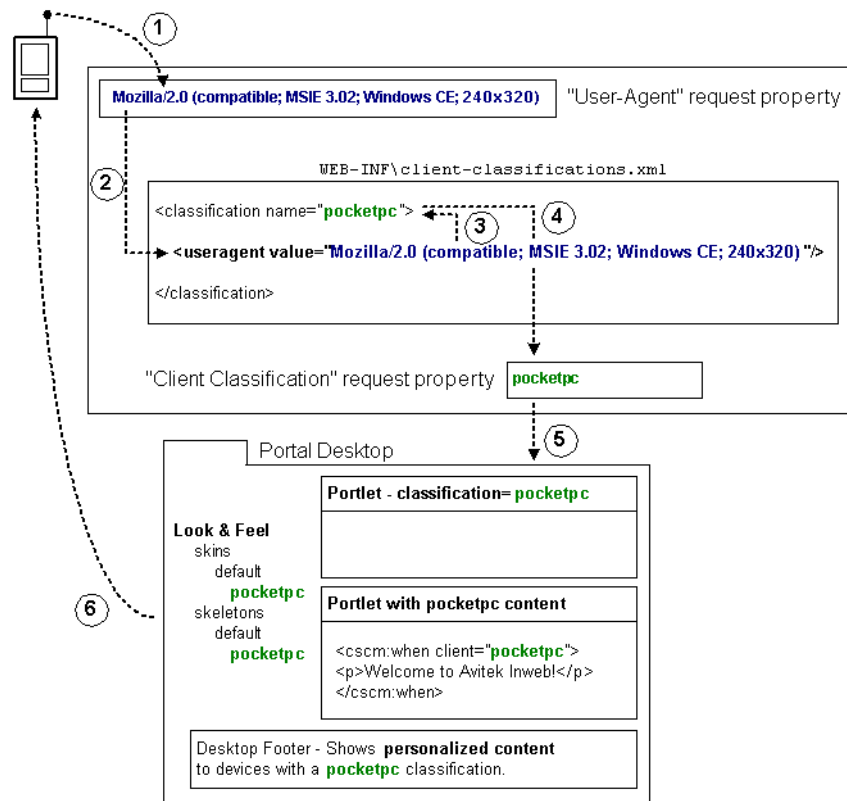 1
Mozilla/2.0 (compatible; MSIE 3.02; Windows CE; 240x320)
"User-Agent" request property
2
WEB-INF\client-classifications.xml
<classification name="pocketpc">
3
4
<useragent value="Mozilla/2.0 (compatible; MSIE 3.02; Windows CE; 240x320) "/>
</classification>
"Client Classification" request property
pocketpc
5
Portal Desktop
Portlet - classification= pocketpc
Look & Feel
skins
default
pocketpc
skeletons
default
pocketpc
6
Portlet with pocketpc content
<cscm:when client="pocketpc">
<p>Welcome to Avitek Inweb!</p>
</cscm:when>
Desktop Footer - Shows personalized content
to devices with a pocketpc classification.